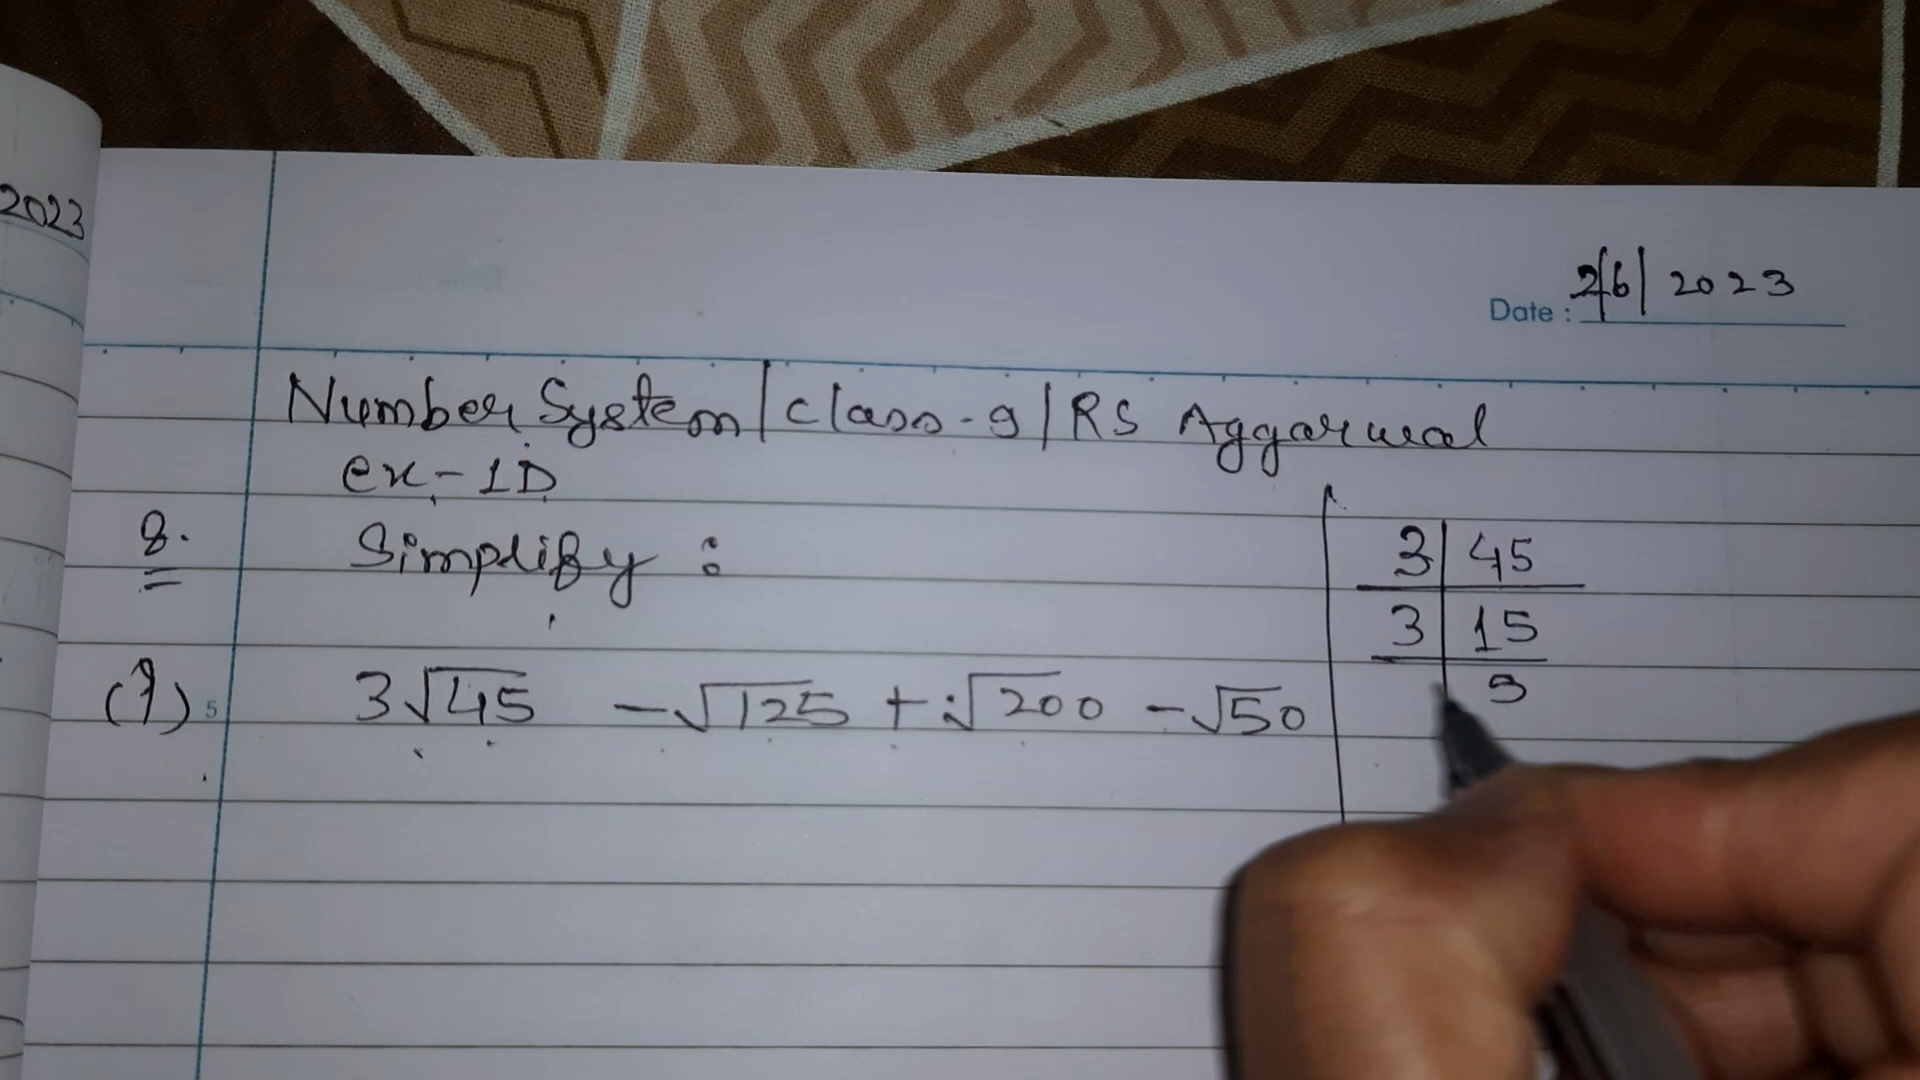 2023
Date : 2/6/2023
Number System | Class-9 | RS Aggarwal
ex-1D
8. Simplify :
(i) 3√45 - √125 + √200 - √50
5
3 | 45
3 | 15
5